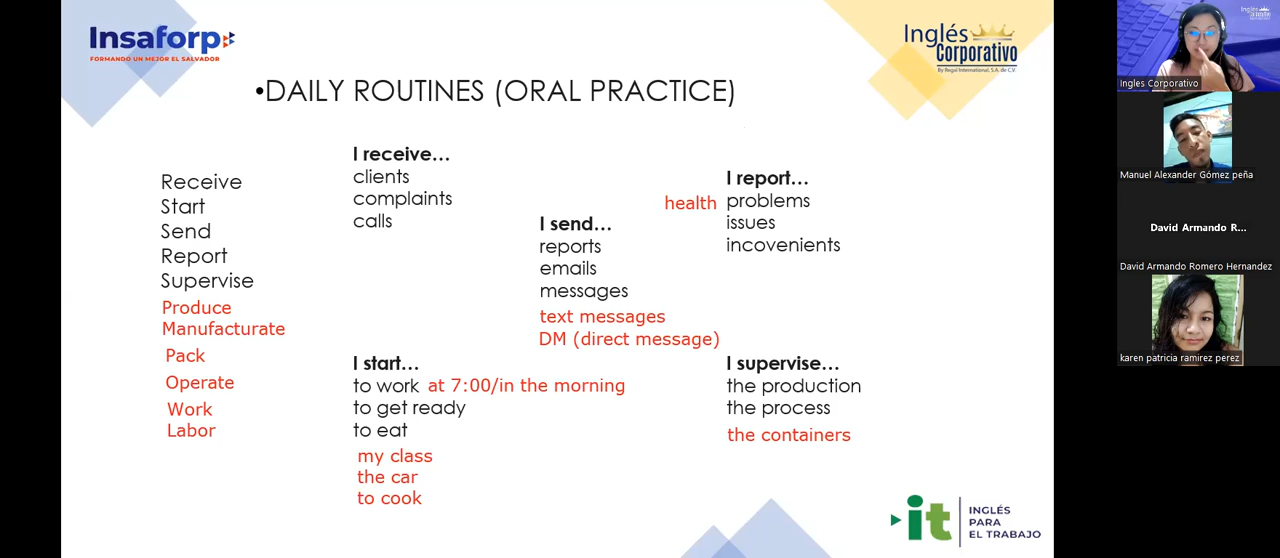 Insaforp
FORMANDO UN MEJOR EL SALVADOR
Inglés
Corporativo
By Regal International, S.A. de C.V.
•DAILY ROUTINES (ORAL PRACTICE)
Receive
Start
Send
Report
Supervise
Produce
Manufacturate
Pack
Operate
Work
Labor
I receive...
clients
complaints
calls
I send...
reports
emails
messages
text messages
DM (direct message)
I report...
health problems
issues
incovenients
I start...
to work at 7:00/in the morning
to get ready
to eat
my class
the car
to cook
I supervise...
the production
the process
the containers
it
INGLÉS
PARA
EL TRABAJO
Ingles Corporativo
Manuel Alexander Gómez peña
David Armando R...
David Armando Romero Hernandez
karen patricia ramirez perez